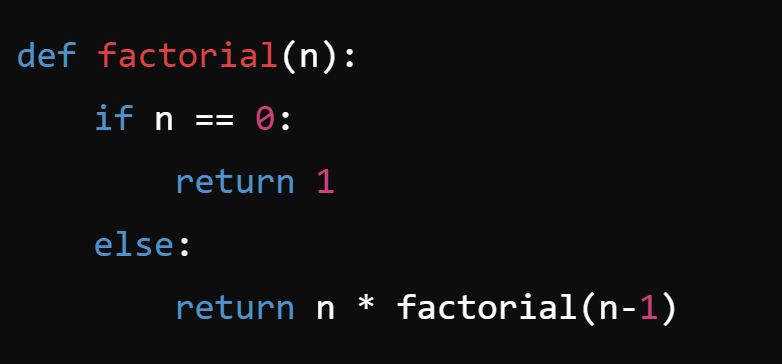 def factorial(n):
    if n == 0:
        return 1
    else:
        return n * factorial(n-1)